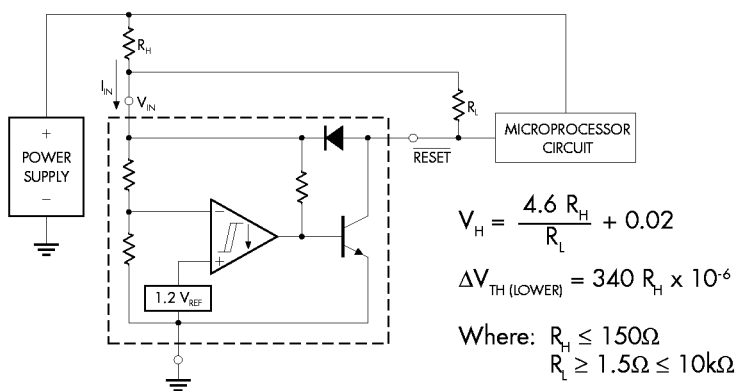 R_H
I_IN
V_IN
R_L
+
POWER
SUPPLY
−
MICROPROCESSOR
CIRCUIT
RESET
−
+
1.2 V_REF
V_H = 4.6 R_H / R_L + 0.02
ΔV_TH (LOWER) = 340 R_H x 10^-6
Where: R_H ≤ 150Ω
R_L ≥ 1.5Ω ≤ 10kΩ